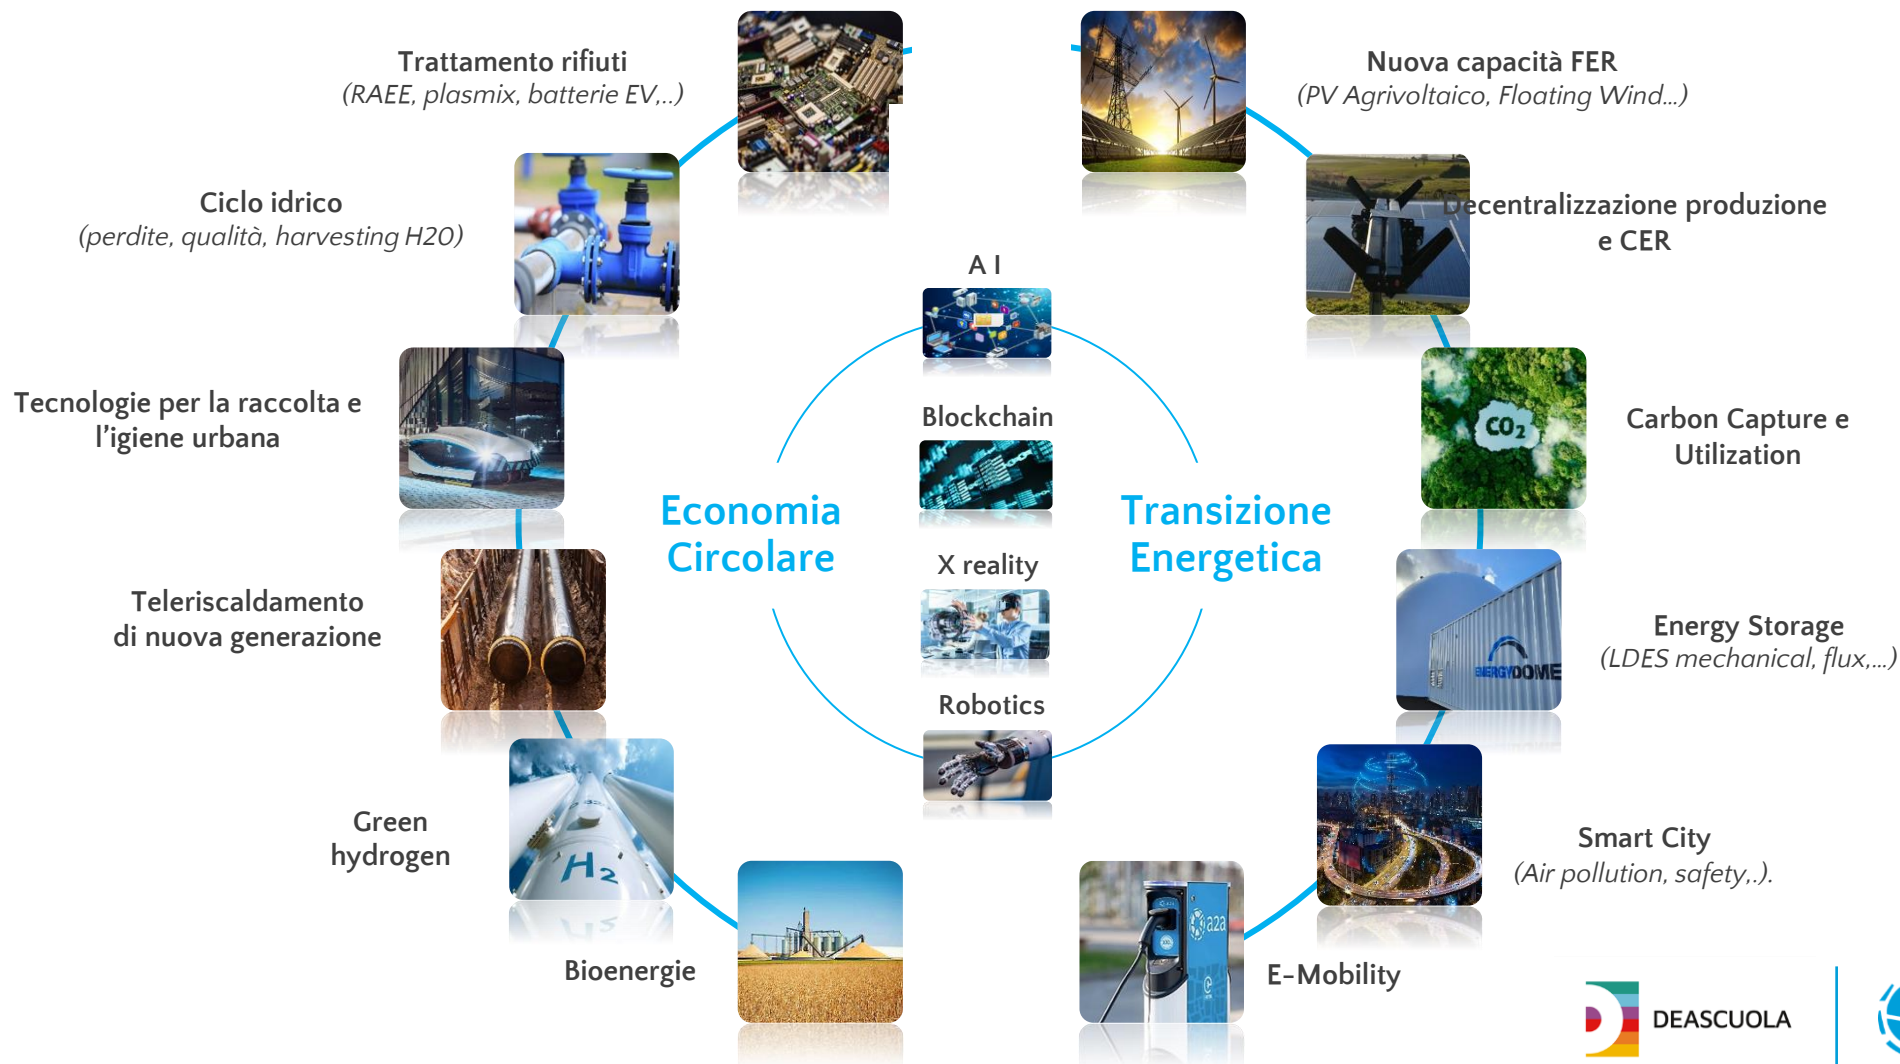 Trattamento rifiuti
(RAEE, plasmix, batterie EV,..)
Nuova capacità FER
(PV Agrivoltaico, Floating Wind...)
Ciclo idrico
(perdite, qualità, harvesting H2O)
Decentralizzazione produzione
e CER
A I
Tecnologie per la raccolta e
l’igiene urbana
Blockchain
CO2
Carbon Capture e
Utilization
Economia
Circolare
Transizione
Energetica
X reality
Teleriscaldamento
di nuova generazione
Energy Storage
(LDES mechanical, flux,...)
ENERGYDOME
Robotics
Green
hydrogen
H2
Smart City
(Air pollution, safety,.).
Bioenergie
a2a
E-Mobility
DEASCUOLA